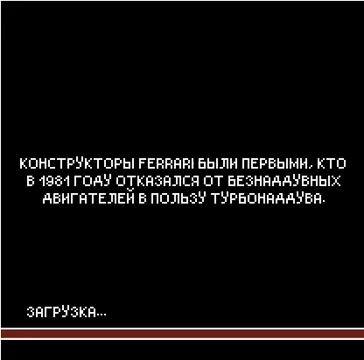 КОНСТРУКТОРЫ FERRARI БЫЛИ ПЕРВЫМИ, КТО
В 1981 ГОДУ ОТКАЗАЛСЯ ОТ БЕЗНАДДУВНЫХ
ДВИГАТЕЛЕЙ В ПОЛЬЗУ ТУРБОНАДДУВА.
ЗАГРУЗКА...